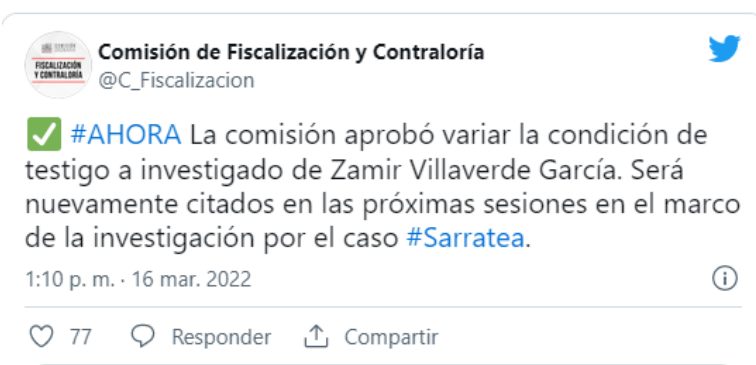 Comisión de Fiscalización y Contraloría
@C_Fiscalizacion
FISCALIZACIÓN
Y CONTRALORÍA
#AHORA La comisión aprobó variar la condición de
testigo a investigado de Zamir Villaverde García. Será
nuevamente citados en las próximas sesiones en el marco
de la investigación por el caso #Sarratea.
1:10 p. m. · 16 mar. 2022
77 Responder Compartir